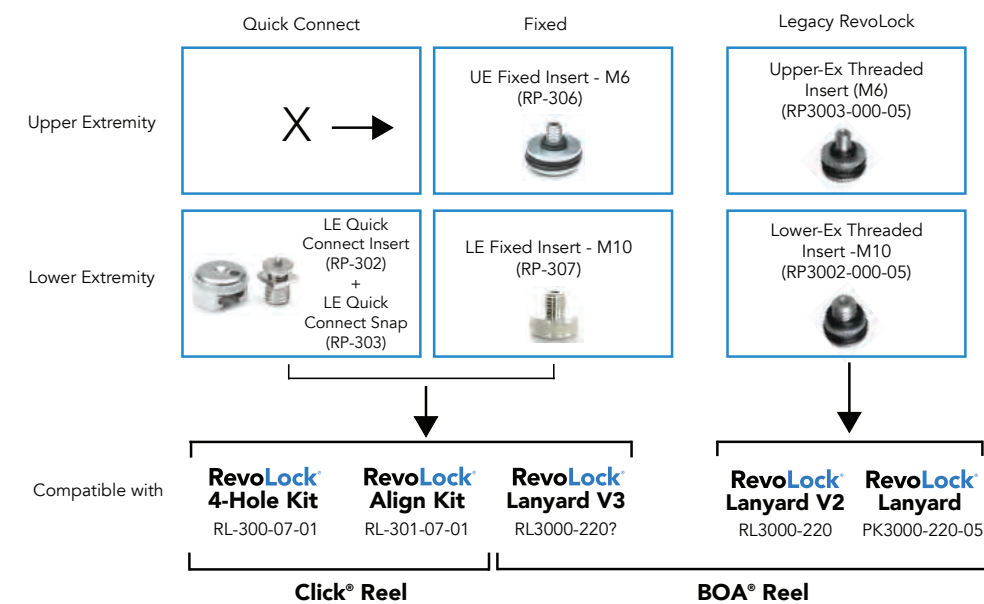 Quick Connect
Fixed
Legacy RevoLock
Upper Extremity
X
UE Fixed Insert - M6
(RP-306)
Upper-Ex Threaded
Insert (M6)
(RP3003-000-05)
Lower Extremity
LE Quick
Connect Insert
(RP-302)
+
LE Quick
Connect Snap
(RP-303)
LE Fixed Insert - M10
(RP-307)
Lower-Ex Threaded
Insert -M10
(RP3002-000-05)
Compatible with
RevoLock®
4-Hole Kit
RL-300-07-01
RevoLock®
Align Kit
RL-301-07-01
RevoLock®
Lanyard V3
RL3000-220?
RevoLock®
Lanyard V2
RL3000-220
RevoLock®
Lanyard
PK3000-220-05
Click® Reel
BOA® Reel